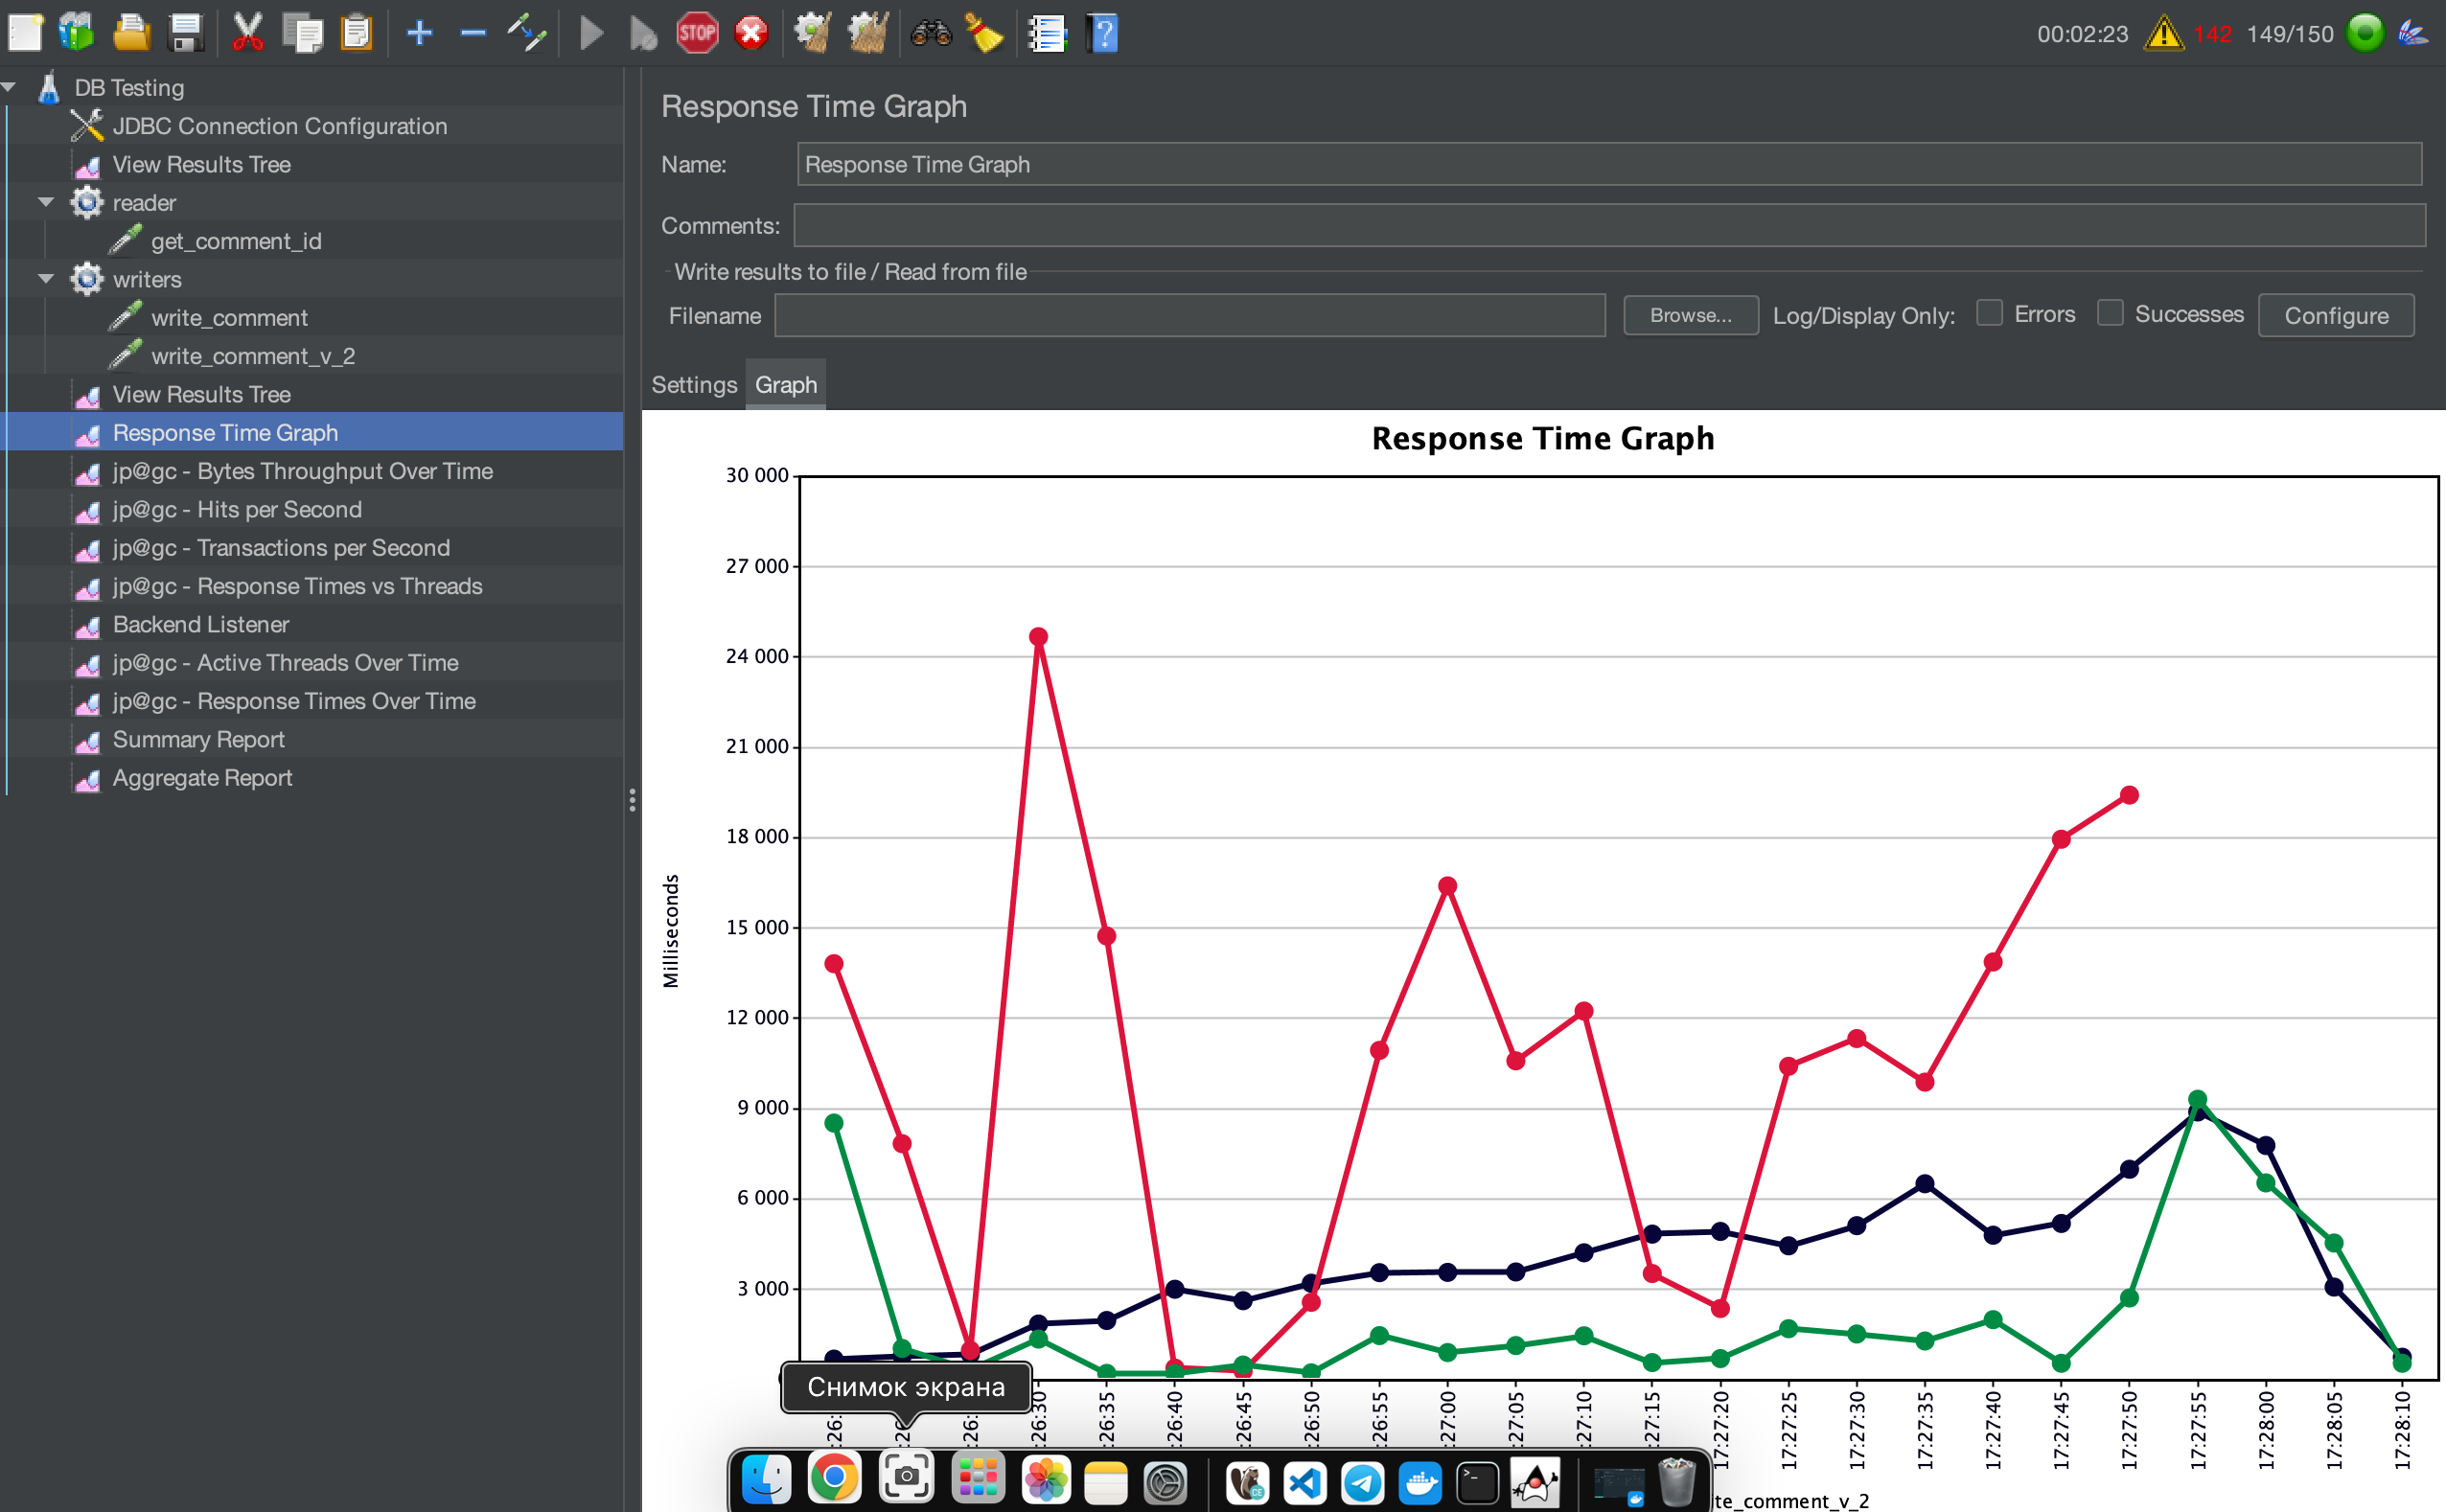 STOP
?
00:02:23 142 149/150
DB Testing
JDBC Connection Configuration
View Results Tree
reader
get_comment_id
writers
write_comment
write_comment_v_2
View Results Tree
Response Time Graph
jp@gc - Bytes Throughput Over Time
jp@gc - Hits per Second
jp@gc - Transactions per Second
jp@gc - Response Times vs Threads
Backend Listener
jp@gc - Active Threads Over Time
jp@gc - Response Times Over Time
Summary Report
Aggregate Report
Response Time Graph
Name: Response Time Graph
Comments:
Write results to file / Read from file
Filename Browse... Log/Display Only: Errors Successes Configure
Settings Graph
Response Time Graph
Milliseconds
30 000
27 000
24 000
21 000
18 000
15 000
12 000
9 000
6 000
3 000
:26:
:26:
:26:30
:26:35
:26:40
:26:45
:26:50
:26:55
:27:00
:27:05
:27:10
:27:15
17:27:20
17:27:25
17:27:30
17:27:35
17:27:40
17:27:45
17:27:50
17:27:55
17:28:00
17:28:05
17:28:10
Снимок экрана
te_comment_v_2